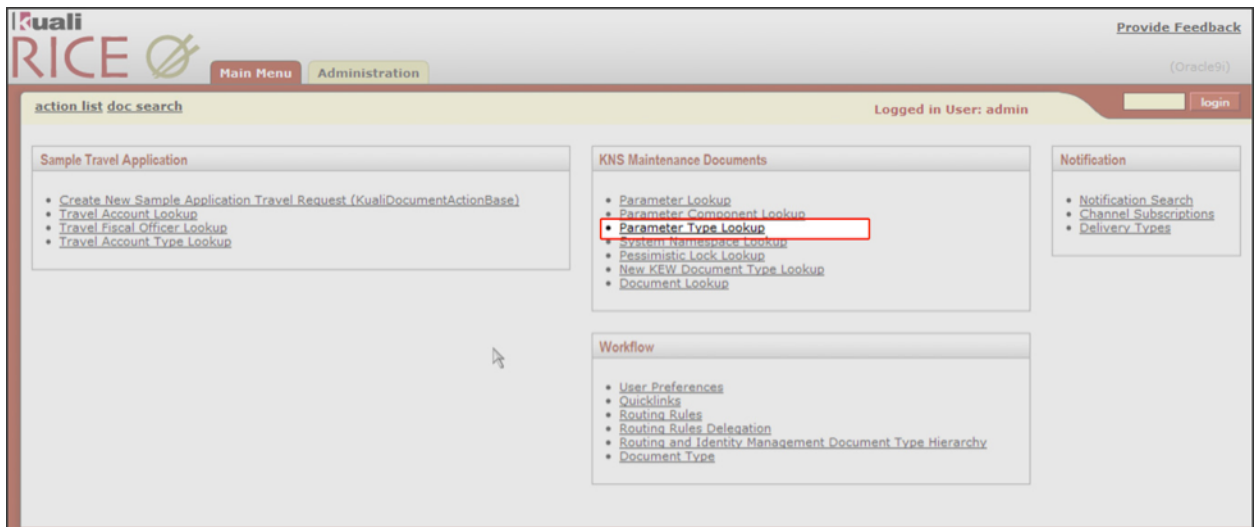 Kuali
Provide Feedback
RICE
Main Menu
Administration
(Oracle9i)
action list doc search
Logged in User: admin
login
Sample Travel Application
Create New Sample Application Travel Request (KualiDocumentActionBase)
Travel Account Lookup
Travel Fiscal Officer Lookup
Travel Account Type Lookup
KNS Maintenance Documents
Parameter Lookup
Parameter Component Lookup
Parameter Type Lookup
System Namespace Lookup
Pessimistic Lock Lookup
New KEW Document Type Lookup
Document Lookup
Notification
Notification Search
Channel Subscriptions
Delivery Types
Workflow
User Preferences
Quicklinks
Routing Rules
Routing Rules Delegation
Routing and Identity Management Document Type Hierarchy
Document Type